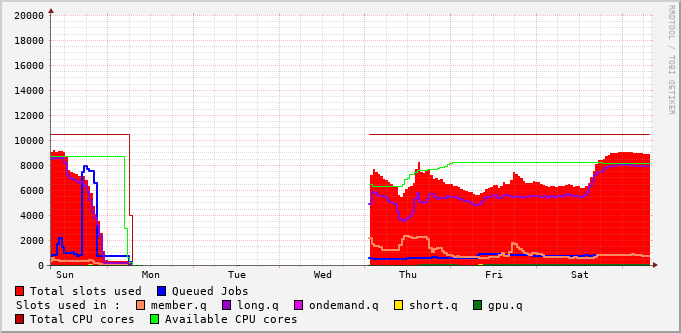 20000
18000
16000
14000
12000
10000
8000
6000
4000
2000
0
Sun Mon Tue Wed Thu Fri Sat
RRDTOOL / TOBI OETIKER
Total slots used Queued Jobs
Slots used in : member.q long.q ondemand.q short.q gpu.q
Total CPU cores Available CPU cores